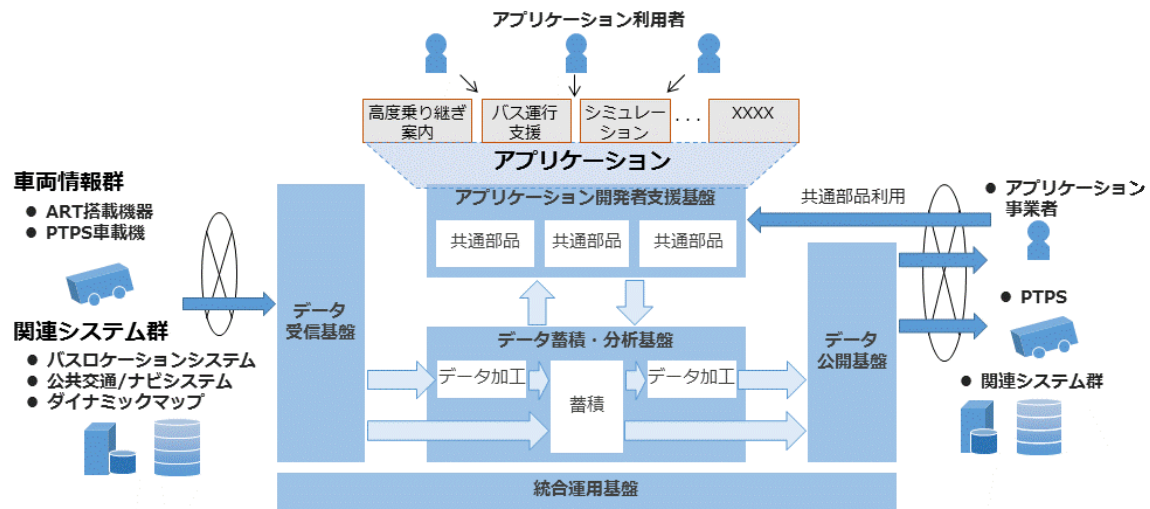 アプリケーション利用者
高度乗り継ぎ
案内
バス運行
支援
シミュレー
ション
...
XXXX
アプリケーション
車両情報群
● ART搭載機器
● PTPS車載機
関連システム群
● バスロケーションシステム
● 公共交通/ナビシステム
● ダイナミックマップ
データ
受信基盤
アプリケーション開発者支援基盤
共通部品
共通部品
共通部品
データ蓄積・分析基盤
データ加工
蓄積
データ加工
データ
公開基盤
共通部品利用
● アプリケーション
事業者
● PTPS
● 関連システム群
統合運用基盤